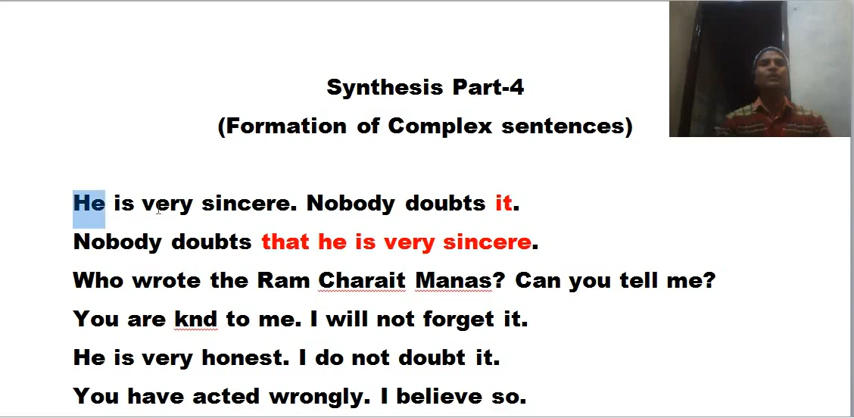 Synthesis Part-4
(Formation of Complex sentences)
He is very sincere. Nobody doubts it.
Nobody doubts that he is very sincere.
Who wrote the Ram Charait Manas? Can you tell me?
You are knd to me. I will not forget it.
He is very honest. I do not doubt it.
You have acted wrongly. I believe so.